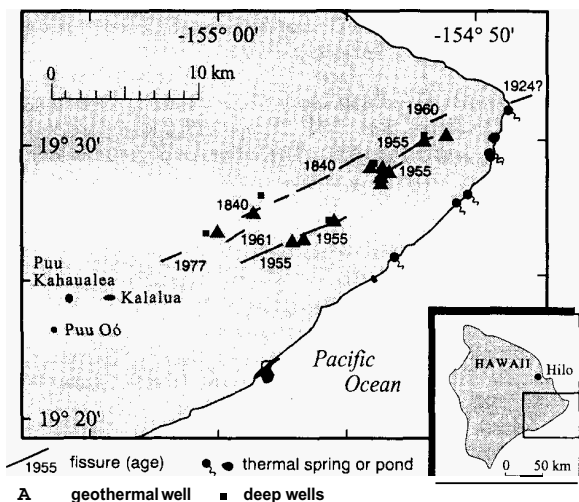 -155 00' -154 50'
0 10 km
1924?
1960
1955
19° 30'
1840
1955
1840
1961
1955
1977
1955
Puu
Kahaualea
Kalalua
Puu O6
Pacific
Ocean
HAWAII
Hilo
19° 20'
0 50 km
1955 fissure (age) thermal spring or pond
A geothermal well deep wells